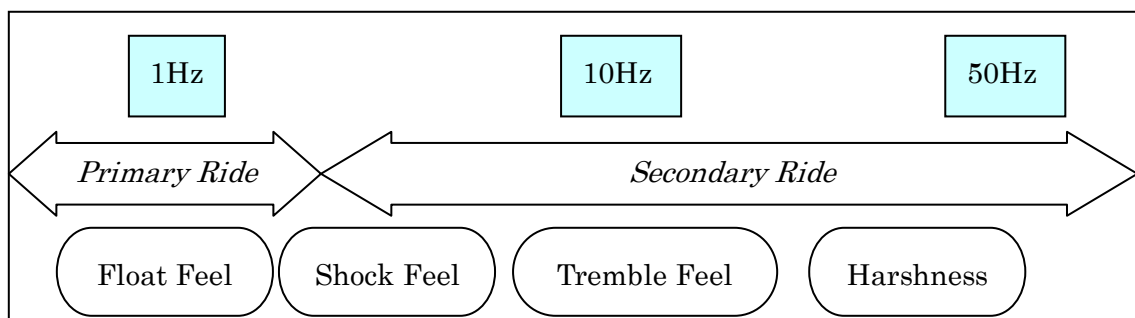 1Hz 10Hz 50Hz
Primary Ride Secondary Ride
Float Feel Shock Feel Tremble Feel Harshness